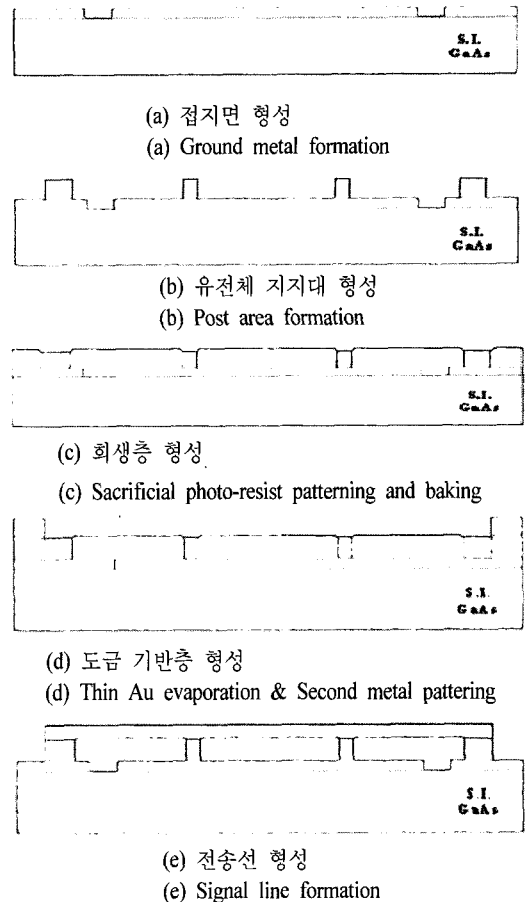 S.I.
GaAs
(a) 접지면 형성
(a) Ground metal formation
S.I.
GaAs
(b) 유전체 지지대 형성
(b) Post area formation
S.I.
GaAs
(c) 희생층 형성
(c) Sacrificial photo-resist patterning and baking
S.I.
GaAs
(d) 도금 기반층 형성
(d) Thin Au evaporation & Second metal pattering
S.I.
GaAs
(e) 전송선 형성
(e) Signal line formation